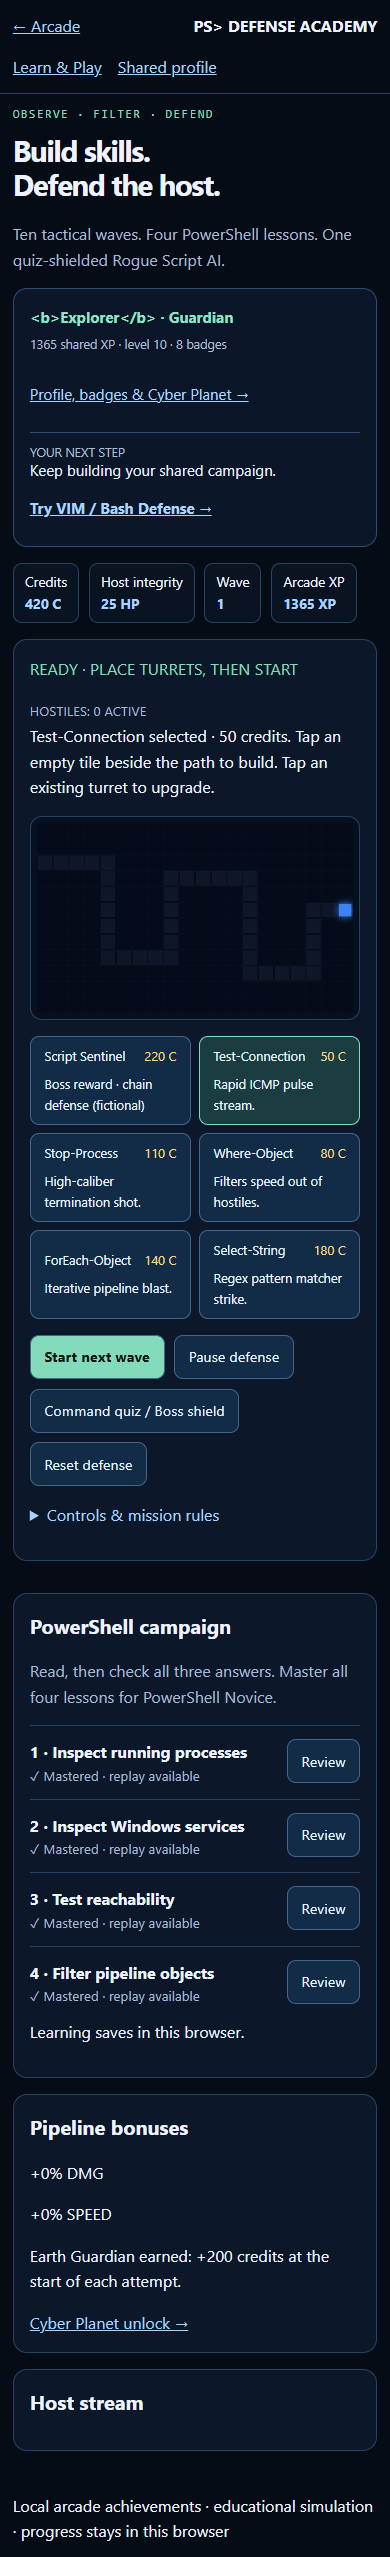 ← Arcade
PS> DEFENSE ACADEMY
Learn & Play
Shared profile
OBSERVE · FILTER · DEFEND
Build skills.
Defend the host.
Ten tactical waves. Four PowerShell lessons. One
quiz-shielded Rogue Script AI.
<b>Explorer</b> · Guardian
1365 shared XP · level 10 · 8 badges
Profile, badges & Cyber Planet →
YOUR NEXT STEP
Keep building your shared campaign.
Try VIM / Bash Defense →
Credits
420 C
Host integrity
25 HP
Wave
1
Arcade XP
1365 XP
READY · PLACE TURRETS, THEN START
HOSTILES: 0 ACTIVE
Test-Connection selected · 50 credits. Tap an
empty tile beside the path to build. Tap an
existing turret to upgrade.
Script Sentinel 220 C
Boss reward · chain
defense (fictional)
Test-Connection 50 C
Rapid ICMP pulse
stream.
Stop-Process 110 C
High-caliber
termination shot.
Where-Object 80 C
Filters speed out of
hostiles.
ForEach-Object 140 C
Iterative pipeline blast.
Select-String 180 C
Regex pattern matcher
strike.
Start next wave
Pause defense
Command quiz / Boss shield
Reset defense
▶ Controls & mission rules
PowerShell campaign
Read, then check all three answers. Master all
four lessons for PowerShell Novice.
1 · Inspect running processes
✓ Mastered · replay available
Review
2 · Inspect Windows services
✓ Mastered · replay available
Review
3 · Test reachability
✓ Mastered · replay available
Review
4 · Filter pipeline objects
✓ Mastered · replay available
Review
Learning saves in this browser.
Pipeline bonuses
+0% DMG
+0% SPEED
Earth Guardian earned: +200 credits at the
start of each attempt.
Cyber Planet unlock →
Host stream
Local arcade achievements · educational simulation
· progress stays in this browser